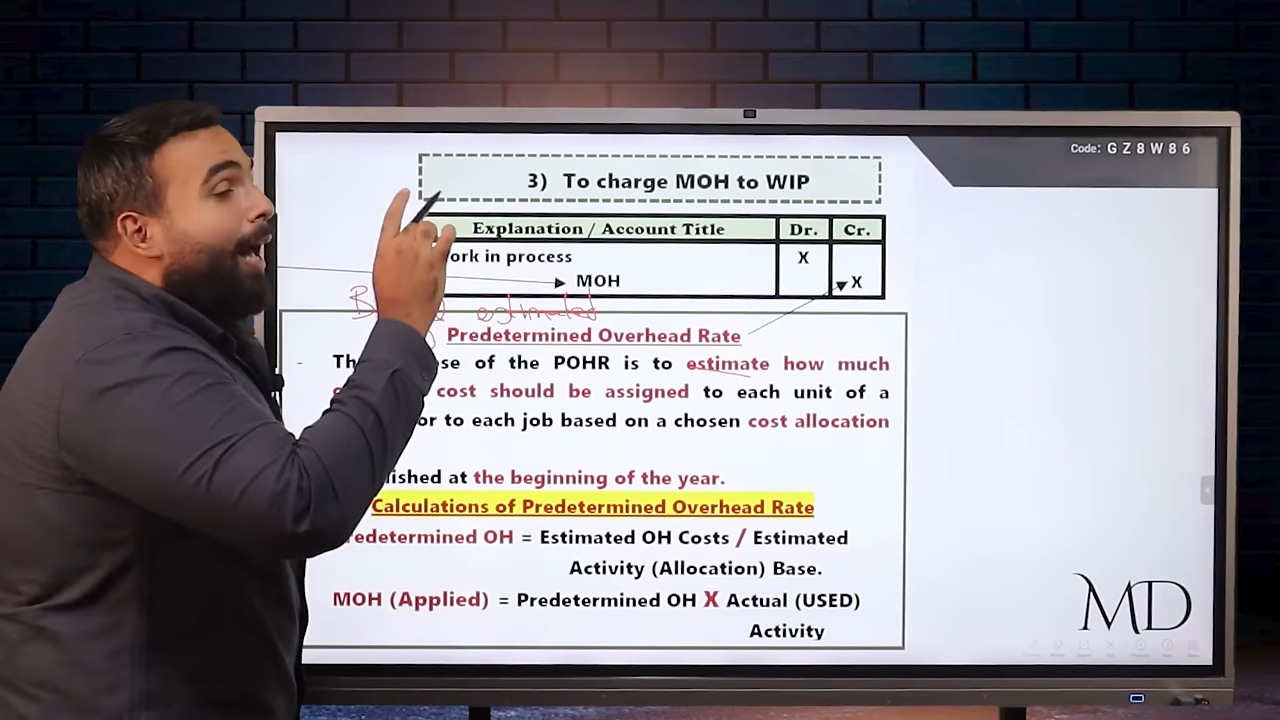 Code: G Z 8 W 8 6
3) To charge MOH to WIP
Explanation / Account Title Dr. Cr.
ork in process X
MOH X
estimated
Predetermined Overhead Rate
- Th se of the POHR is to estimate how much
cost should be assigned to each unit of a
or to each job based on a chosen cost allocation
lished at the beginning of the year.
Calculations of Predetermined Overhead Rate
redetermined OH = Estimated OH Costs / Estimated
Activity (Allocation) Base.
MOH (Applied) = Predetermined OH X Actual (USED)
Activity
MD